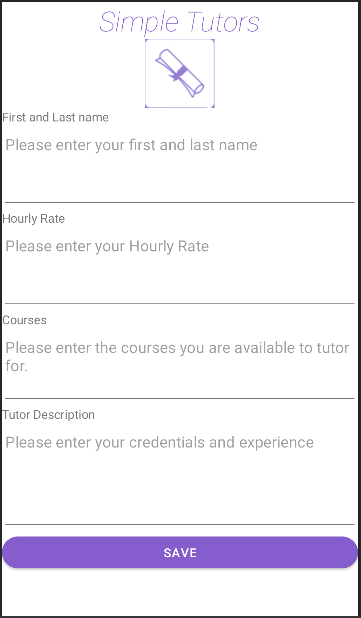 Simple Tutors
First and Last name
Please enter your first and last name
Hourly Rate
Please enter your Hourly Rate
Courses
Please enter the courses you are available to tutor
for.
Tutor Description
Please enter your credentials and experience
SAVE